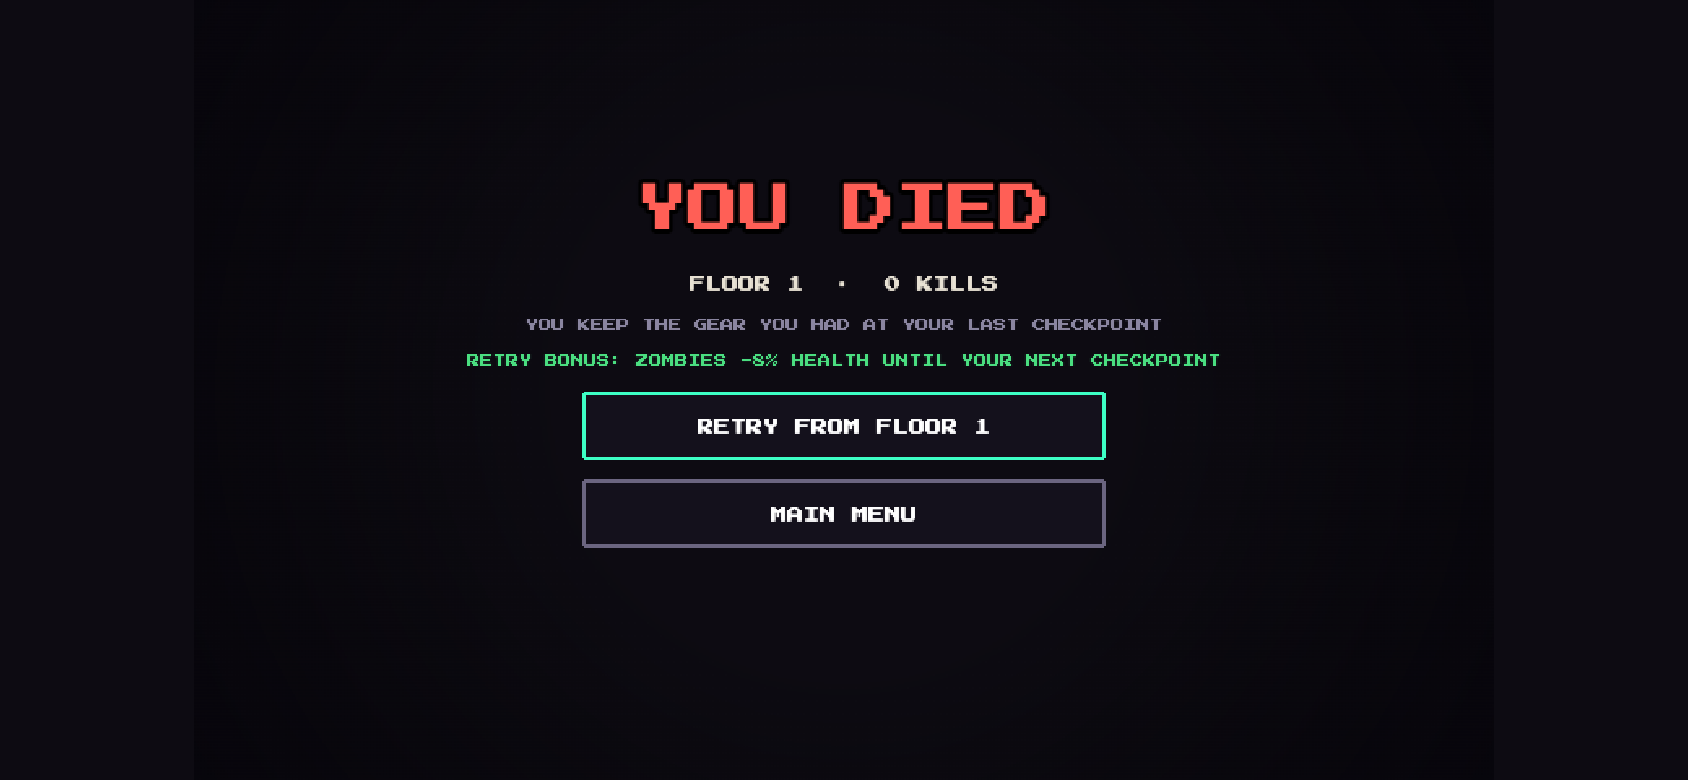 YOU DIED
FLOOR 1 · 0 KILLS
YOU KEEP THE GEAR YOU HAD AT YOUR LAST CHECKPOINT
RETRY BONUS: ZOMBIES -8% HEALTH UNTIL YOUR NEXT CHECKPOINT
RETRY FROM FLOOR 1
MAIN MENU